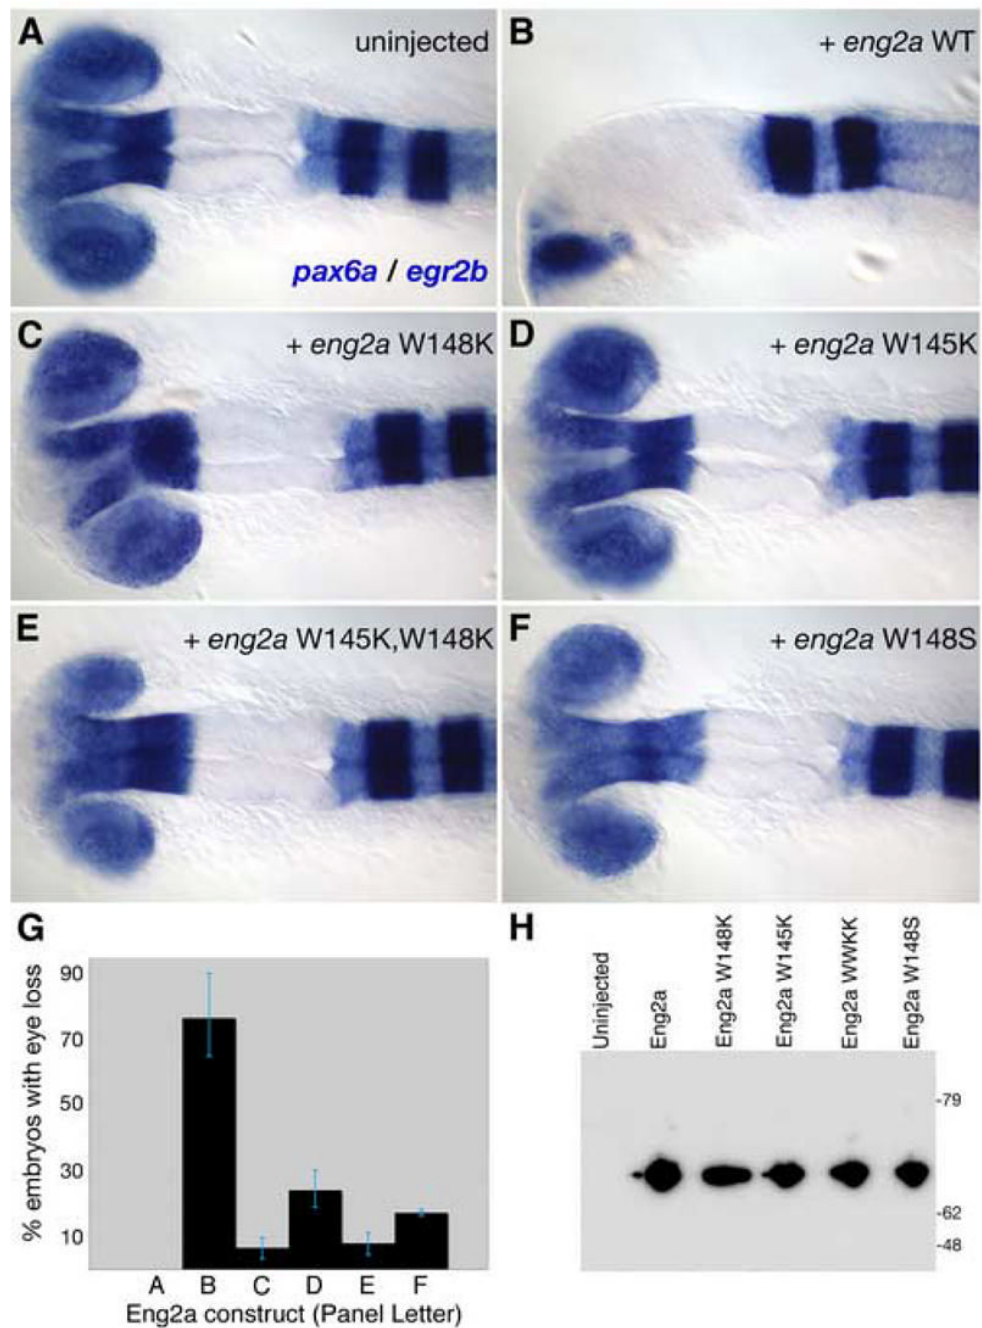 A
uninjected
pax6a / egr2b
B
+ eng2a WT
C
+ eng2a W148K
D
+ eng2a W145K
E
+ eng2a W145K,W148K
F
+ eng2a W148S
G
% embryos with eye loss
90
70
50
30
10
A B C D E F
Eng2a construct (Panel Letter)
H
Uninjected
Eng2a
Eng2a W148K
Eng2a W145K
Eng2a WWKK
Eng2a W148S
-79
-62
-48